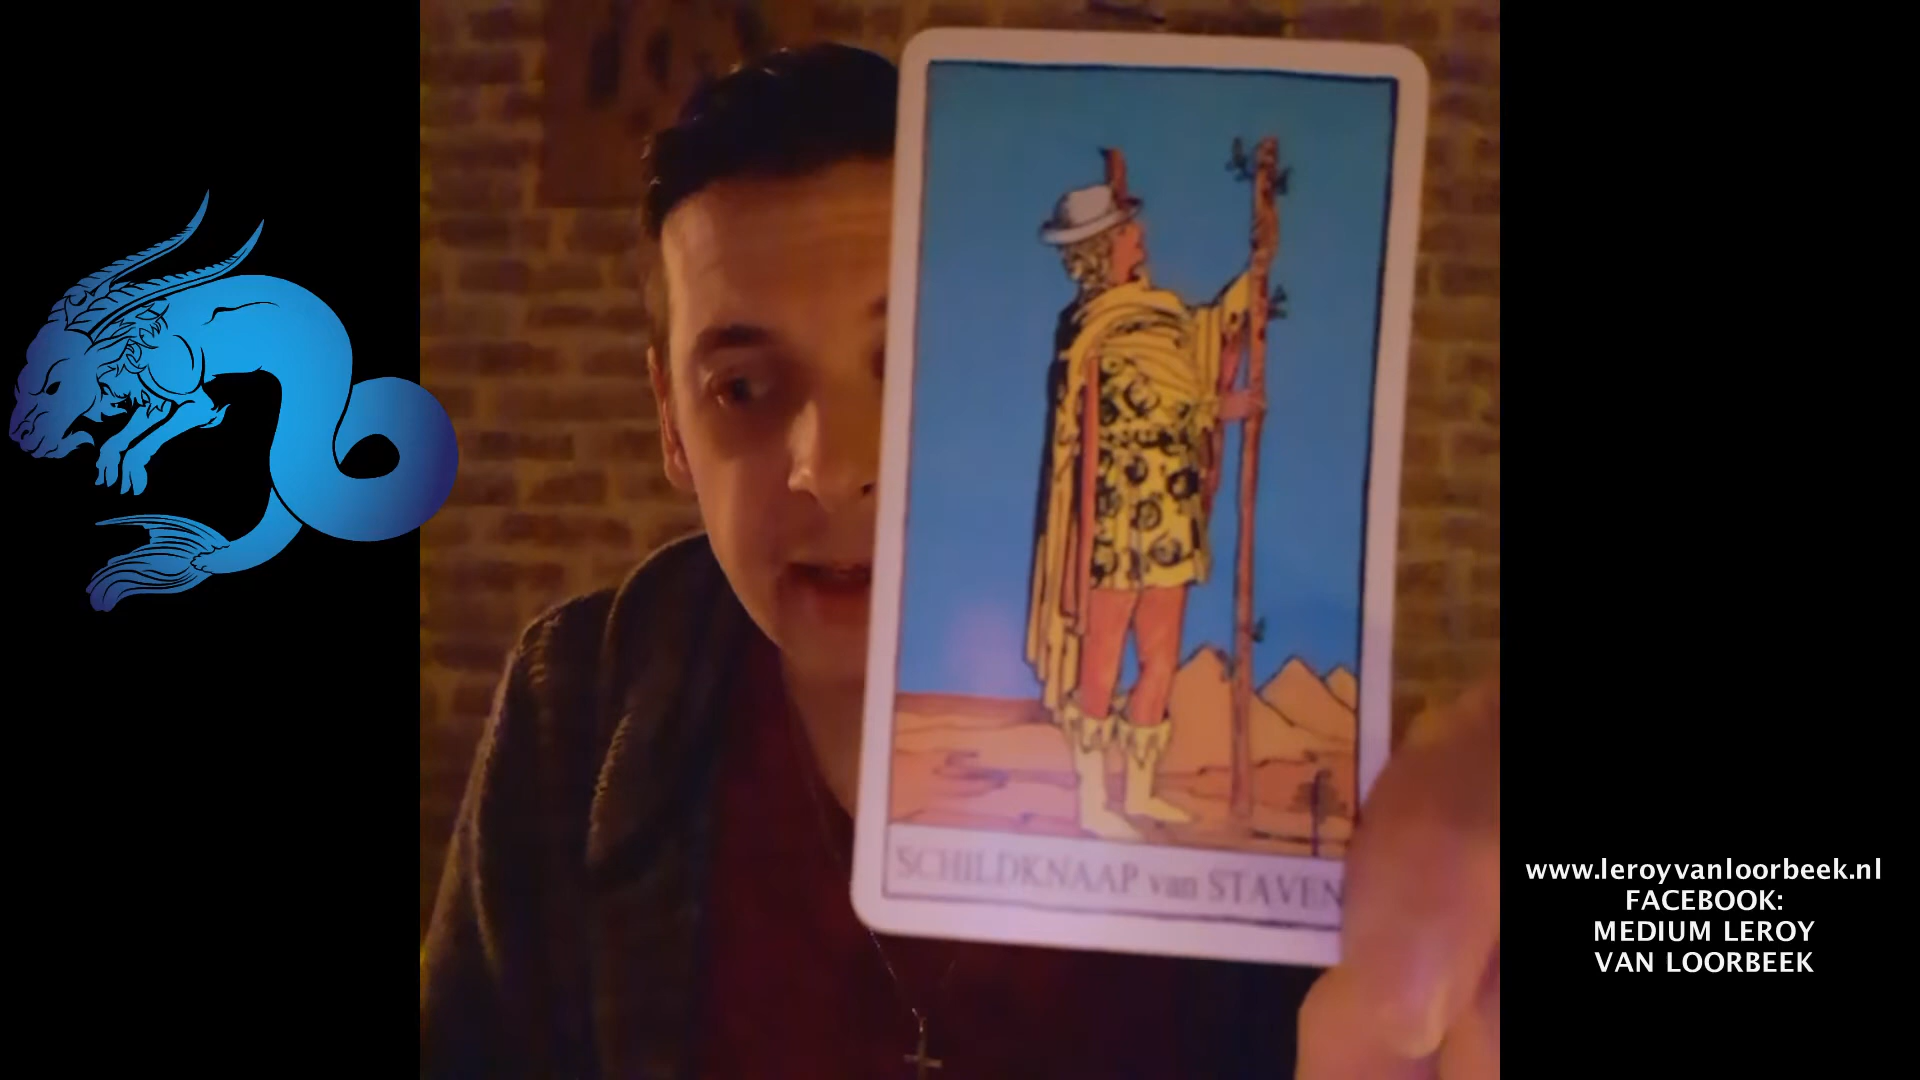 SCHILDKNAAP van STAVEN
www.leroyvanloorbeek.nl
FACEBOOK:
MEDIUM LEROY
VAN LOORBEEK